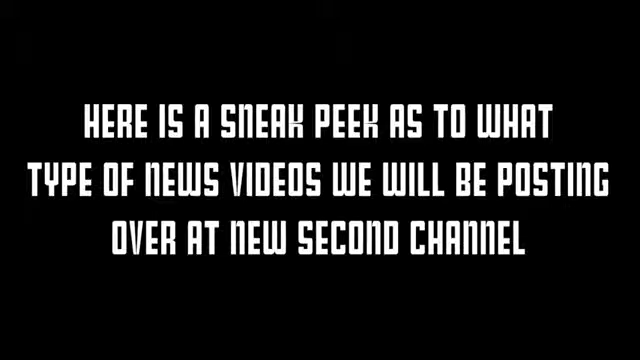 HERE IS A SNEAK PEEK AS TO WHAT
TYPE OF NEWS VIDEOS WE WILL BE POSTING
OVER AT NEW SECOND CHANNEL